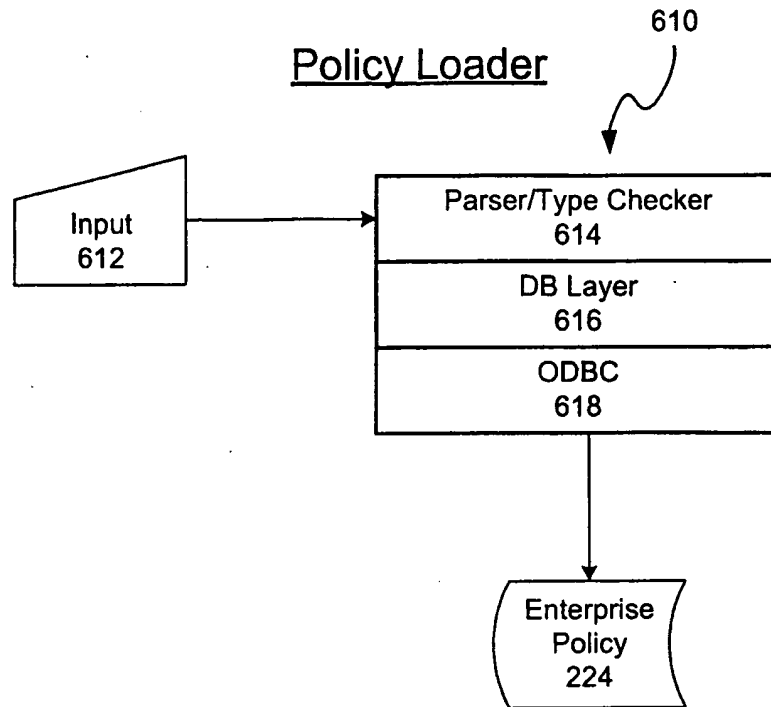 610
Policy Loader
Input
612
Parser/Type Checker
614
DB Layer
616
ODBC
618
Enterprise
Policy
224